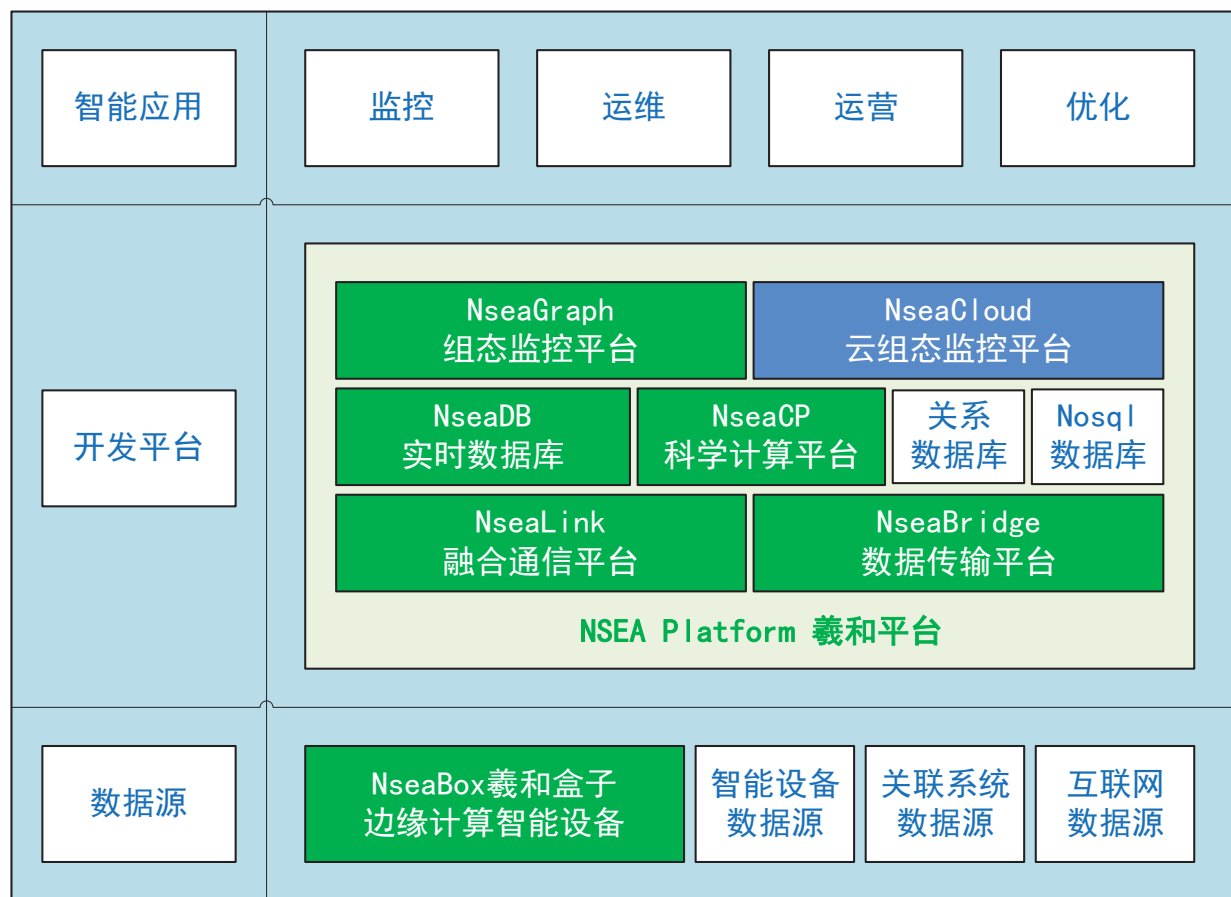 智能应用
监控
运维
运营
优化
开发平台
NseaGraph
组态监控平台
NseaCloud
云组态监控平台
NseaDB
实时数据库
NseaCP
科学计算平台
关系
数据库
Nosql
数据库
NseaLink
融合通信平台
NseaBridge
数据传输平台
NSEA Platform 羲和平台
数据源
NseaBox羲和盒子
边缘计算智能设备
智能设备
数据源
关联系统
数据源
互联网
数据源